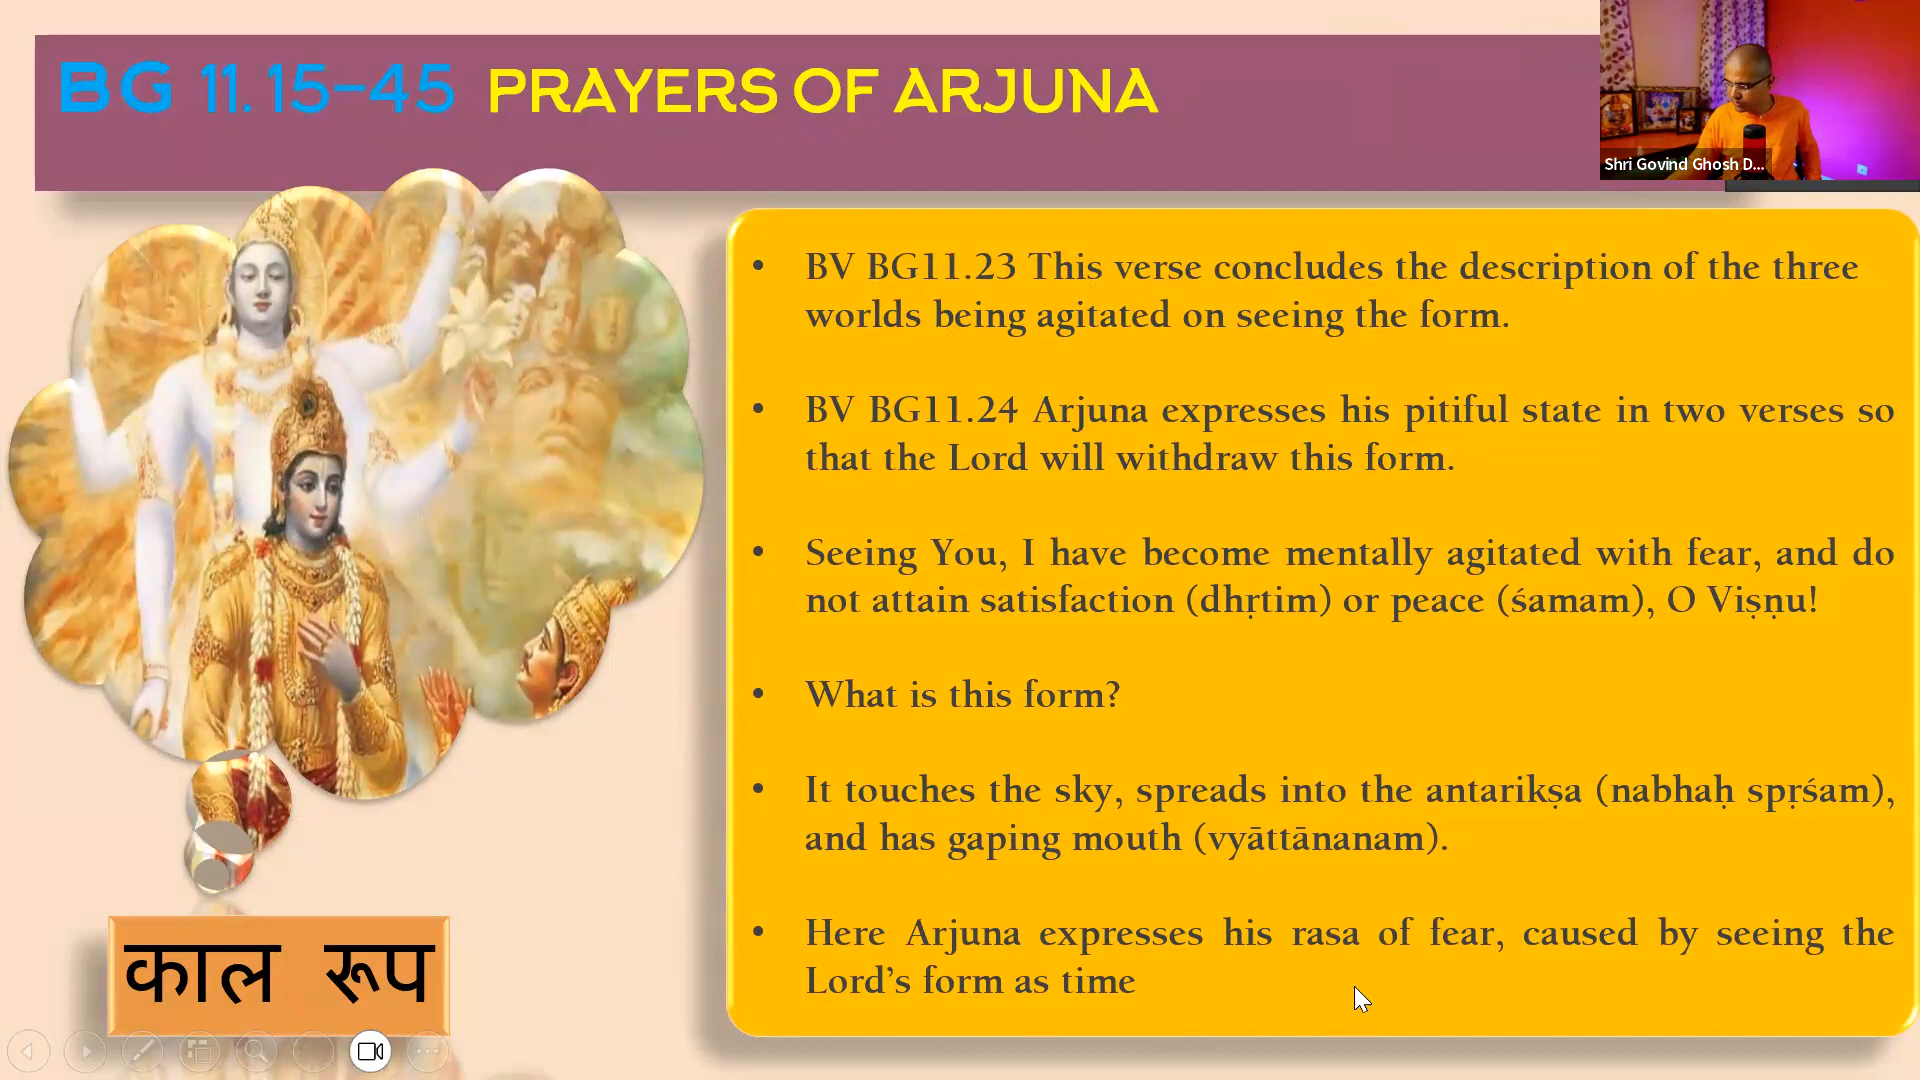 BG 11.15-45 PRAYERS OF ARJUNA
Shri Govind Ghosh D...
• BV BG11.23 This verse concludes the description of the three
worlds being agitated on seeing the form.
• BV BG11.24 Arjuna expresses his pitiful state in two verses so
that the Lord will withdraw this form.
• Seeing You, I have become mentally agitated with fear, and do
not attain satisfaction (dhṛtim) or peace (śamam), O Viṣṇu!
• What is this form?
• It touches the sky, spreads into the antarikṣa (nabhaḥ spṛśam),
and has gaping mouth (vyāttānanam).
• Here Arjuna expresses his rasa of fear, caused by seeing the
Lord's form as time
काल रूप